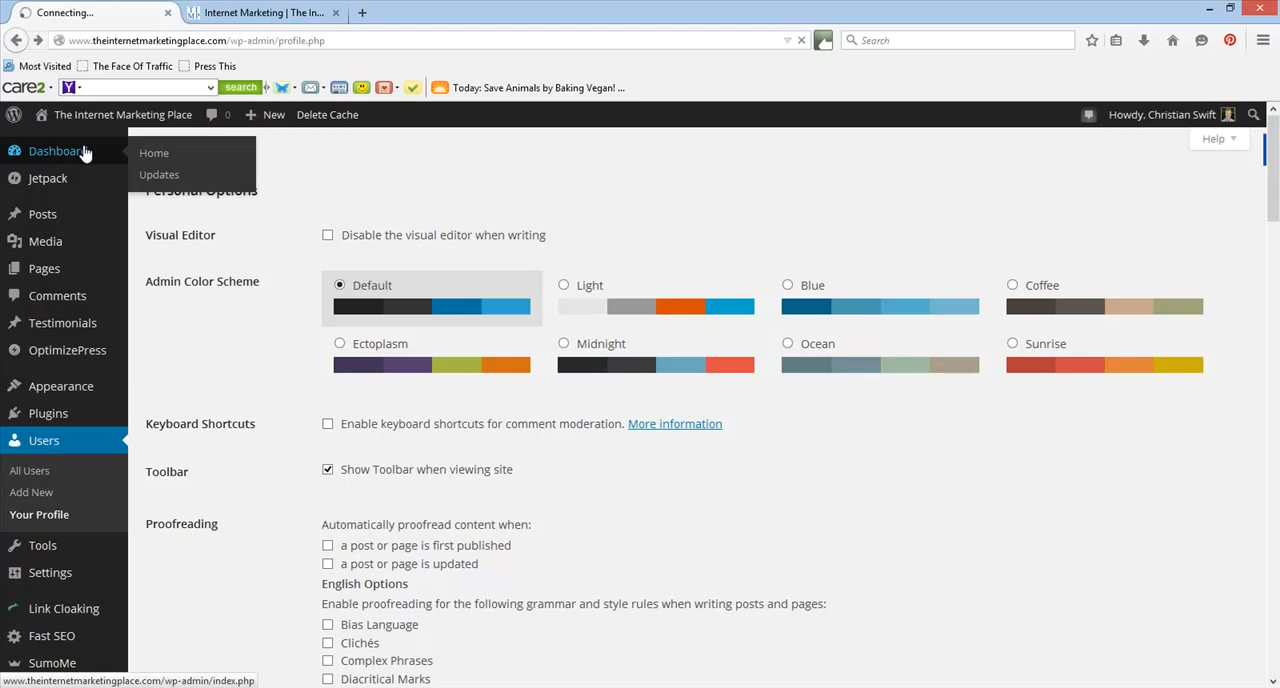 Connecting...
Internet Marketing | The In...
www.theinternetmarketingplace.com/wp-admin/profile.php
Search
Most Visited
The Face Of Traffic
Press This
care2
search
Today: Save Animals by Baking Vegan! ...
The Internet Marketing Place
0
New
Delete Cache
Howdy, Christian Swift
Dashboard
Home
Updates
Help
Jetpack
Posts
Media
Pages
Comments
Testimonials
OptimizePress
Appearance
Plugins
Users
All Users
Add New
Your Profile
Tools
Settings
Link Cloaking
Fast SEO
SumoMe
Personal Options
Visual Editor
Disable the visual editor when writing
Admin Color Scheme
Default
Light
Blue
Coffee
Ectoplasm
Midnight
Ocean
Sunrise
Keyboard Shortcuts
Enable keyboard shortcuts for comment moderation. More information
Toolbar
Show Toolbar when viewing site
Proofreading
Automatically proofread content when:
a post or page is first published
a post or page is updated
English Options
Enable proofreading for the following grammar and style rules when writing posts and pages:
Bias Language
Clichés
Complex Phrases
Diacritical Marks
www.theinternetmarketingplace.com/wp-admin/index.php